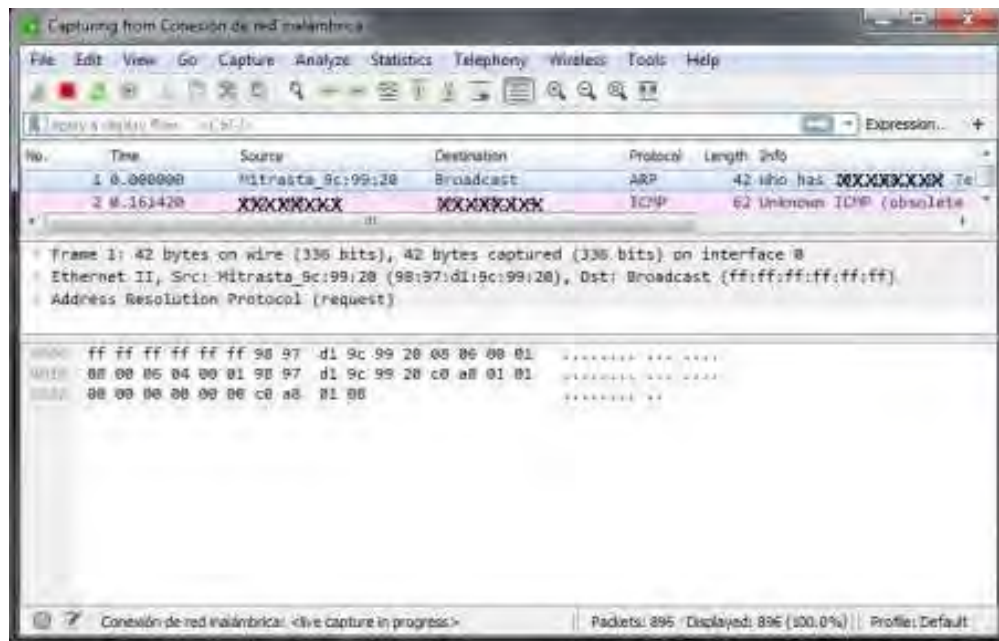 Capturing from Conexión de red inalámbrica
File Edit View Go Capture Analyze Statistics Telephony Wireless Tools Help
Expression... +
No. Time Source Destination Protocol Length Info
1 0.000000 Mitrasta_9c:99:20 Broadcast ARP 42 Who has XXXXXXXX Te
2 0.161420 XXXXXXXX XXXXXXXX ICMP 62 Unknown ICMP (obsolete
Frame 1: 42 bytes on wire (336 bits), 42 bytes captured (336 bits) on interface 0
Ethernet II, Src: Mitrasta_9c:99:20 (98:97:d1:9c:99:20), Dst: Broadcast (ff:ff:ff:ff:ff:ff)
Address Resolution Protocol (request)
ff ff ff ff ff ff 98 97 d1 9c 99 20 08 06 00 01
08 00 06 04 00 01 98 97 d1 9c 99 20 c0 a8 01 01
00 00 00 00 00 00 c0 a8 01
Conexión de red inalámbrica: <live capture in progress>
Packets: 896 Displayed: 896 (100.0%) Profile: Default